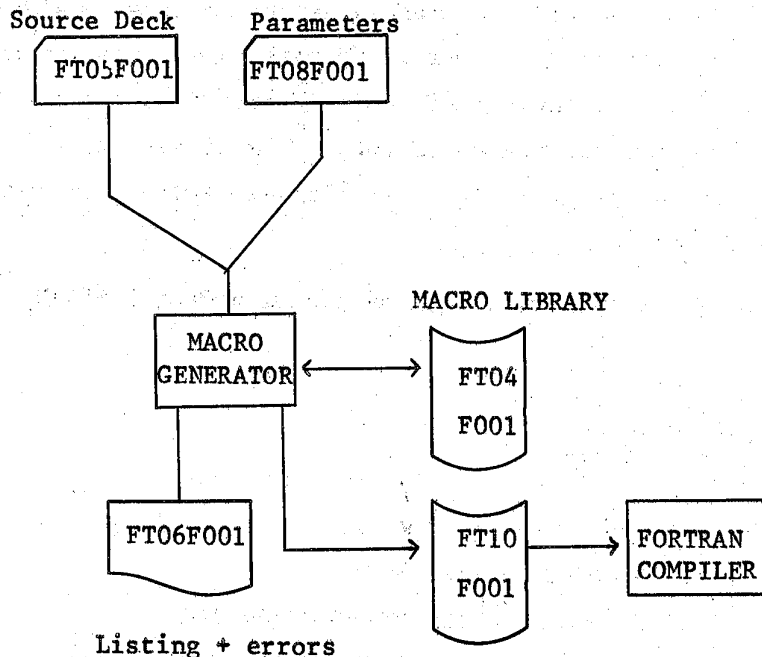 Source Deck
Parameters
FT05F001
FT08F001
MACRO LIBRARY
MACRO
GENERATOR
FT04
F001
FT06F001
FT10
F001
FORTRAN
COMPILER
Listing + errors